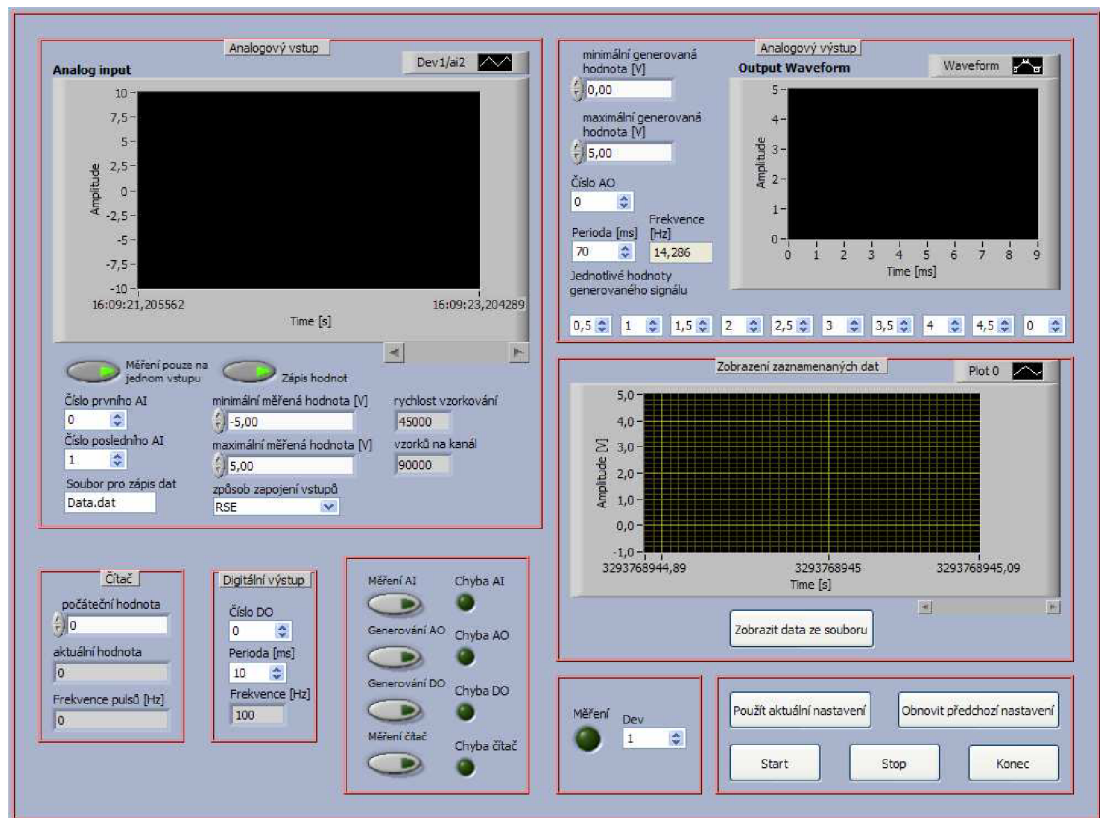 Analogový vstup
Analog input
Dev1/ai2
10
7,5
5
2,5
0
-2,5
-5
-7,5
-10
Amplitude
16:09:21,205562
16:09:23,204289
Time [s]
Měření pouze na
jednom vstupu
Zápis hodnot
Číslo prvního AI
0
Číslo posledního AI
1
Soubor pro zápis dat
Data.dat
minimální měřená hodnota [V]
-5,00
maximální měřená hodnota [V]
5,00
způsob zapojení vstupů
RSE
rychlost vzorkování
45000
vzorků na kanál
90000
Analogový výstup
minimální generovaná
hodnota [V]
0,00
maximální generovaná
hodnota [V]
5,00
Číslo AO
0
Perioda [ms]
70
Frekvence
[Hz]
14,286
Output Waveform
Waveform
5
4
3
2
1
0
Amplitude
0 1 2 3 4 5 6 7 8 9
Time [ms]
Jednotlivé hodnoty
generovaného signálu
0,5 1 1,5 2 2,5 3 3,5 4 4,5 0
Zobrazení zaznamenaných dat
Plot 0
5,0
4,0
3,0
2,0
1,0
0,0
-1,0
Amplitude [V]
3293768944,89
3293768945
3293768945,09
Time [s]
Zobrazit data ze souboru
Čítač
počáteční hodnota
0
aktuální hodnota
0
Frekvence pulsů [Hz]
0
Digitální výstup
Číslo DO
0
Perioda [ms]
10
Frekvence [Hz]
100
Měření AI
Chyba AI
Generování AO
Chyba AO
Generování DO
Chyba DO
Měření čítač
Chyba čítač
Měření
Dev
1
Použít aktuální nastavení
Obnovit předchozí nastavení
Start
Stop
Konec